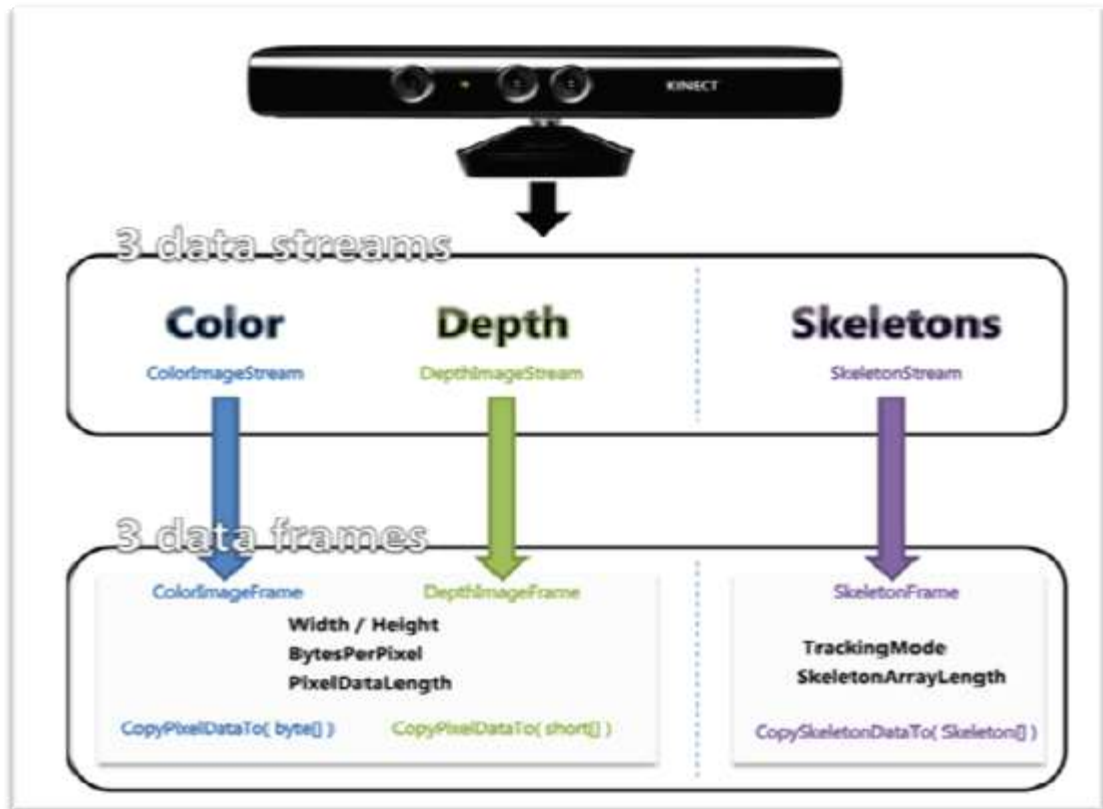 KINECT
3 data streams
Color
Depth
Skeletons
ColorImageStream
DepthImageStream
SkeletonStream
3 data frames
ColorImageFrame
DepthImageFrame
SkeletonFrame
Width / Height
BytesPerPixel
PixelDataLength
TrackingMode
SkeletonArrayLength
CopyPixelDataTo( byte[] )
CopyPixelDataTo( short[] )
CopySkeletonDataTo( Skeleton[] )